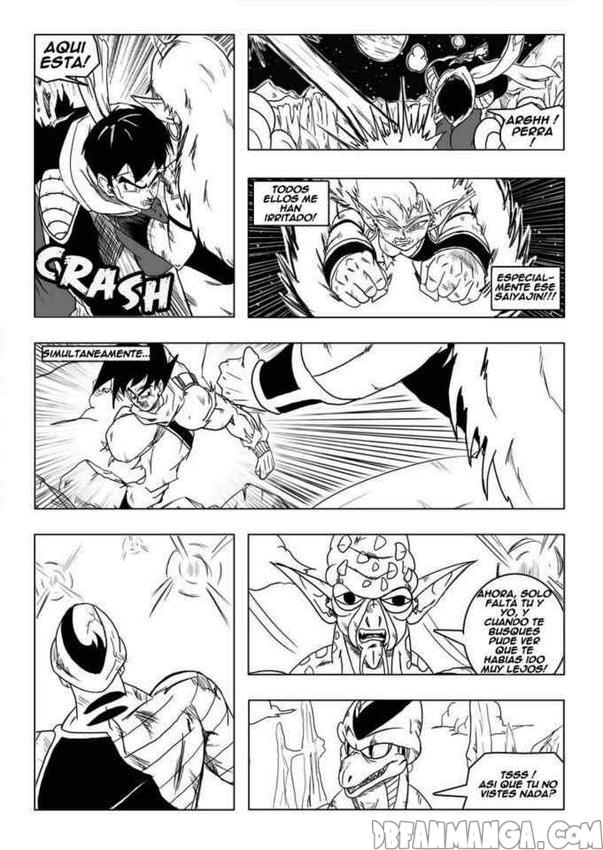 AQUI
ESTA!
ARGHH !
PERRA !
CRASH
TODOS
ELLOS ME
HAN
IRRITADO!
ESPECIAL-
MENTE ESE
SAIYAJIN!!!
SIMULTANEAMENTE...
AHORA, SOLO
FALTA TU Y
YO, Y
CUANDO TE
BUSQUES
PUDE VER
QUE TE
HABIAS IDO
MUY LEJOS!
TSSS !
ASI QUE TU NO
VISTES NADA?
DBFANMANGA.COM